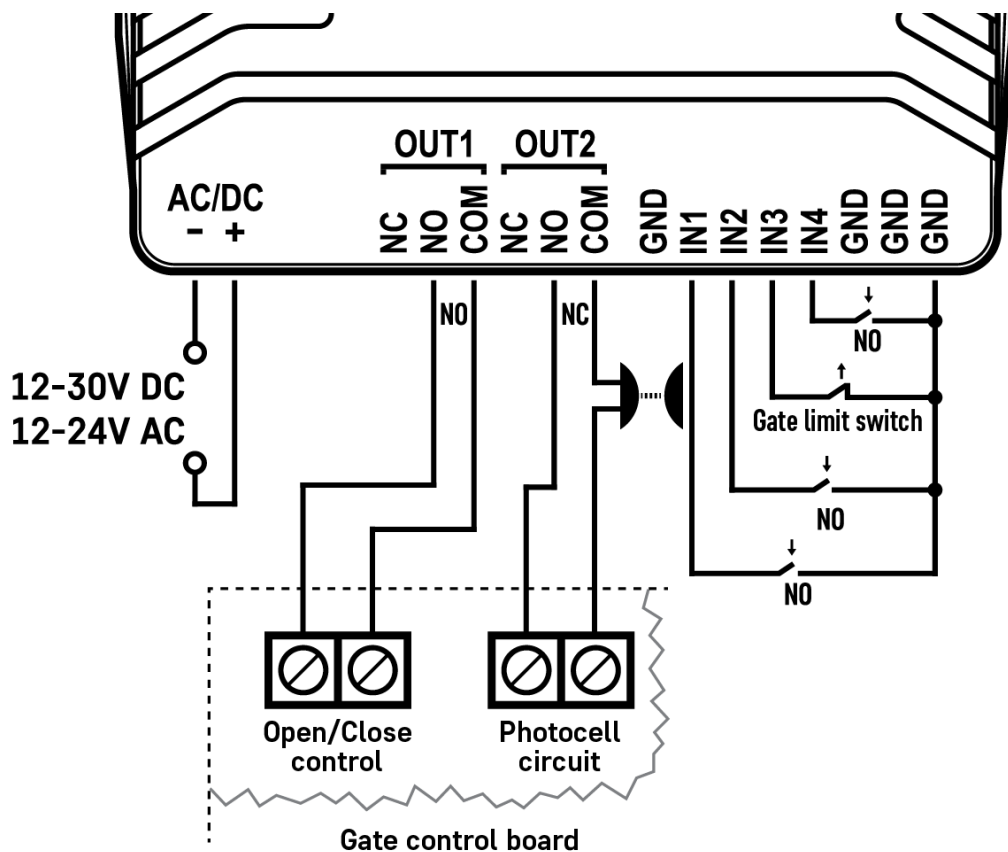 OUT1 OUT2
AC/DC
- +
NC NO COM NC NO COM GND IN1 IN2 IN3 IN4 GND GND GND
NO
NC
NO
12-30V DC
12-24V AC
Gate limit switch
NO
NO
Open/Close
control
Photocell
circuit
Gate control board